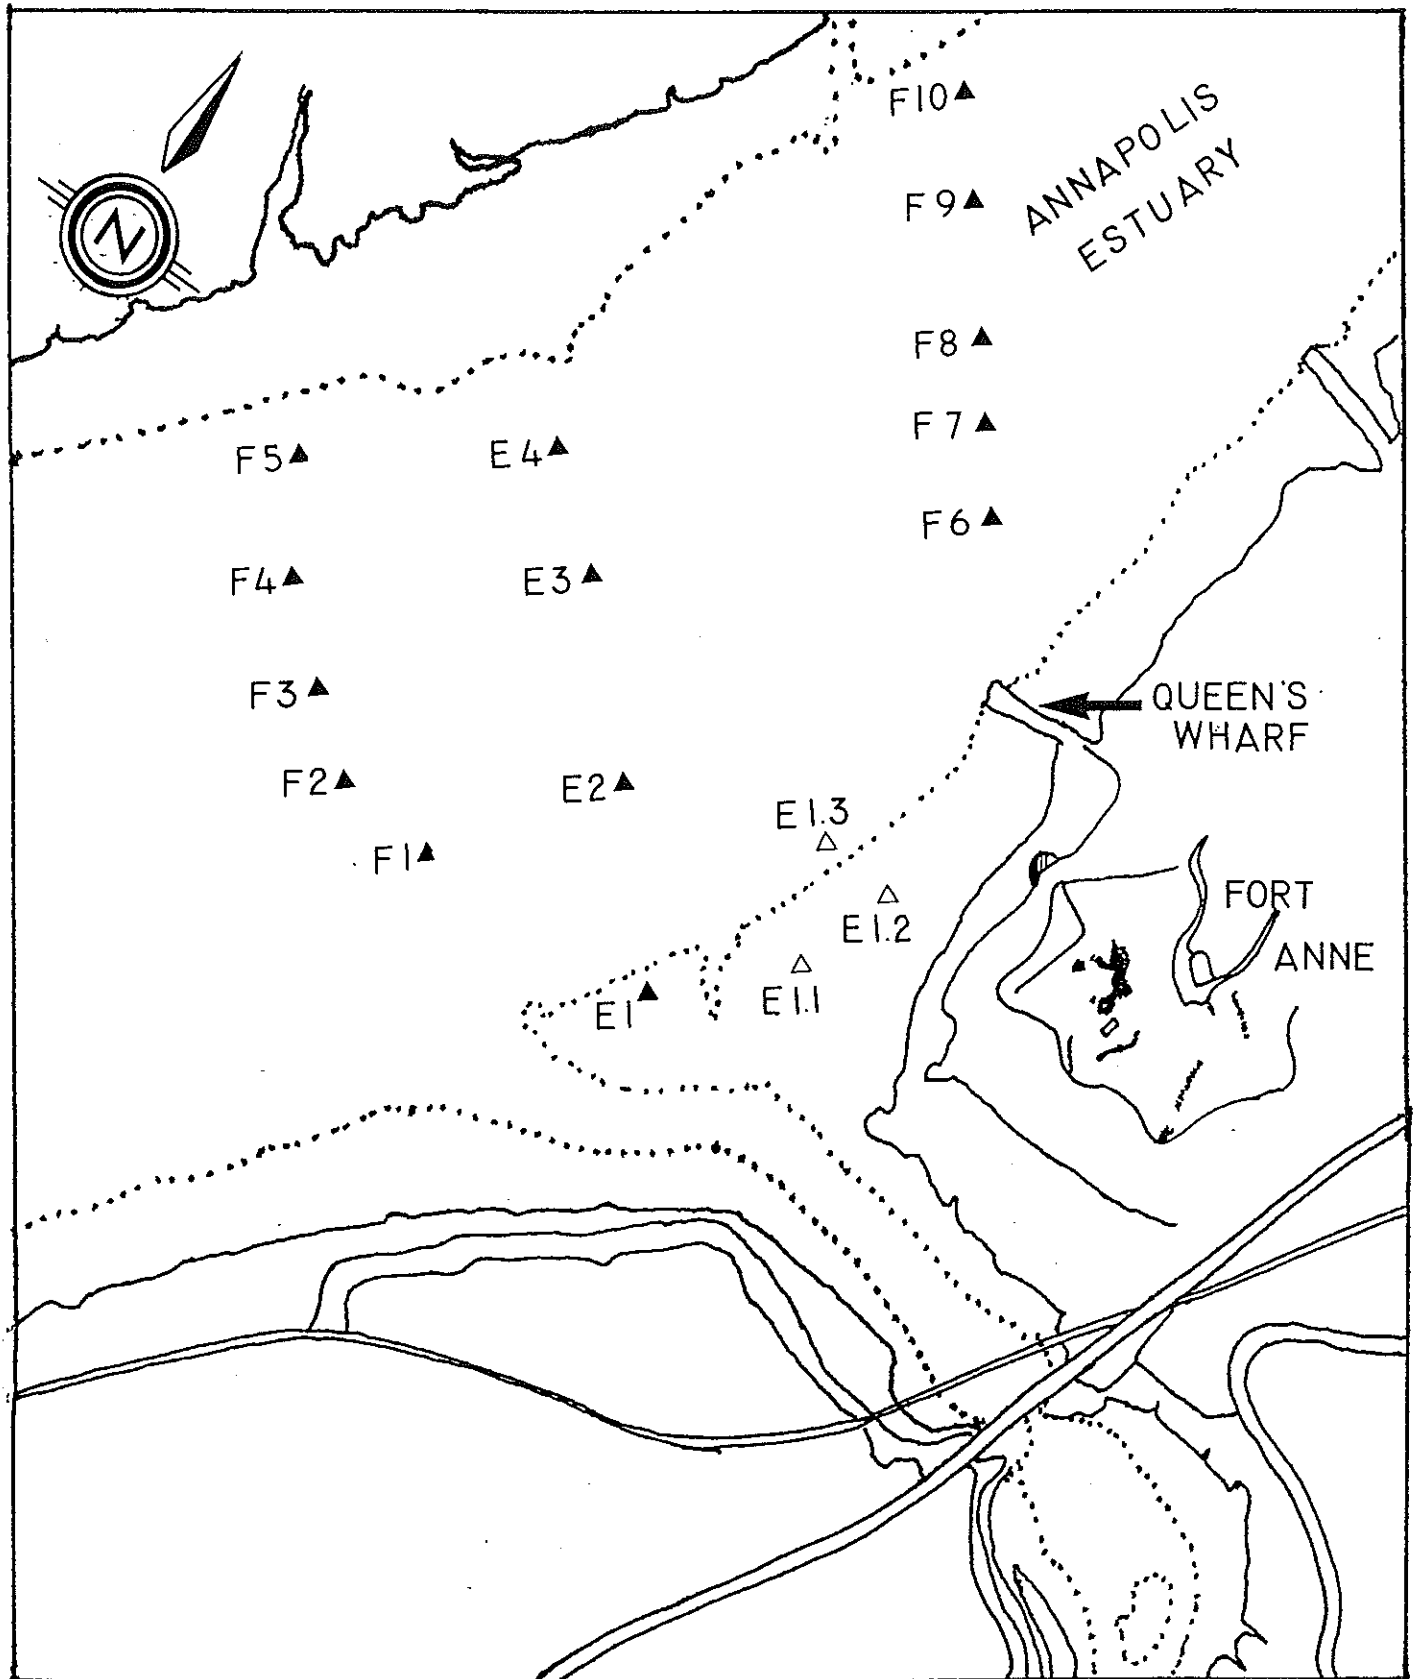 F10
ANNAPOLIS
ESTUARY
F9
F8
F7
F5
E4
F6
F4
E3
F3
QUEEN'S
WHARF
F2
E2
E1.3
F1
FORT
ANNE
E1.2
E1
E1.1
N